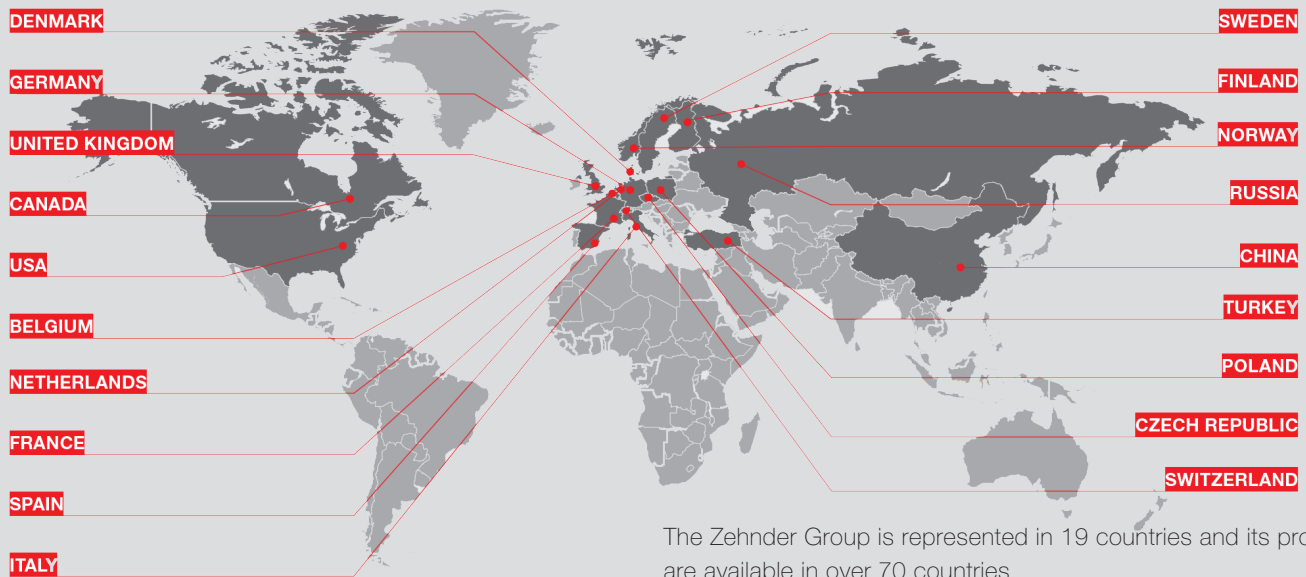 DENMARK
GERMANY
UNITED KINGDOM
CANADA
USA
BELGIUM
NETHERLANDS
FRANCE
SPAIN
ITALY
SWEDEN
FINLAND
NORWAY
RUSSIA
CHINA
TURKEY
POLAND
CZECH REPUBLIC
SWITZERLAND
The Zehnder Group is represented in 19 countries and its pro
are available in over 70 countries